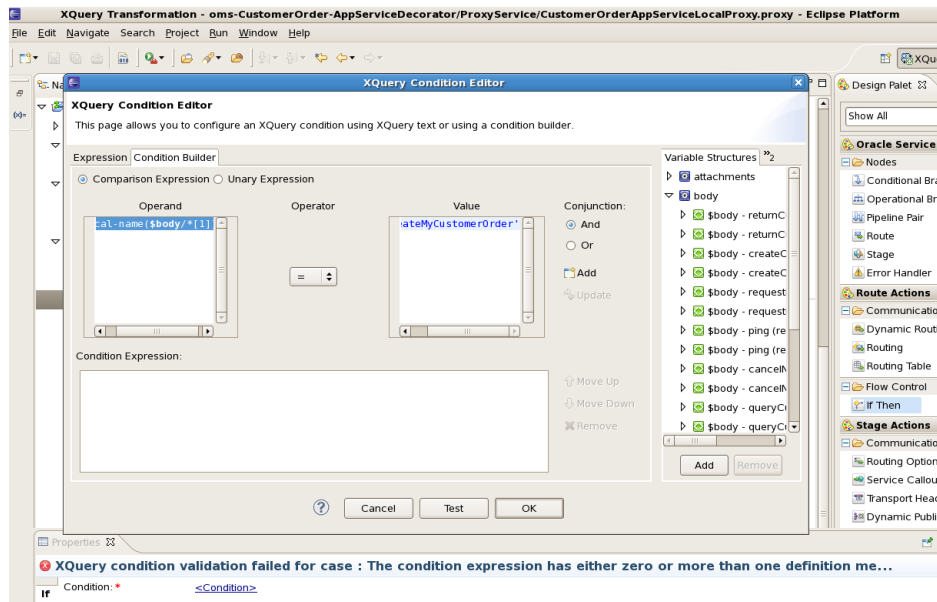 XQuery Transformation - oms-CustomerOrder-AppServiceDecorator/ProxyService/CustomerOrderAppServiceLocalProxy.proxy - Eclipse Platform
File Edit Navigate Search Project Run Window Help
XQu
Na
XQuery Condition Editor
Design Palet
XQuery Condition Editor
This page allows you to configure an XQuery condition using XQuery text or using a condition builder.
Show All
Expression Condition Builder
Variable Structures »2
Comparison Expression Unary Expression
Operand Operator Value Conjunction:
cal-name($body/*[1]
=
ateMyCustomerOrder'
And
Or
Add
Update
Condition Expression:
Move Up
Move Down
Remove
attachments
body
$body - returnC
$body - returnC
$body - createC
$body - createC
$body - request
$body - request
$body - ping (re
$body - ping (re
$body - cancelM
$body - cancelM
$body - queryCu
$body - queryCu
Add Remove
? Cancel Test OK
Oracle Service
Nodes
Conditional Bra
Operational Br
Pipeline Pair
Route
Stage
Error Handler
Route Actions
Communicatio
Dynamic Routi
Routing
Routing Table
Flow Control
If Then
Stage Actions
Communicatio
Routing Option
Service Callou
Transport Head
Dynamic Publi
Properties
XQuery condition validation failed for case : The condition expression has either zero or more than one definition me...
If
Condition: * <Condition>